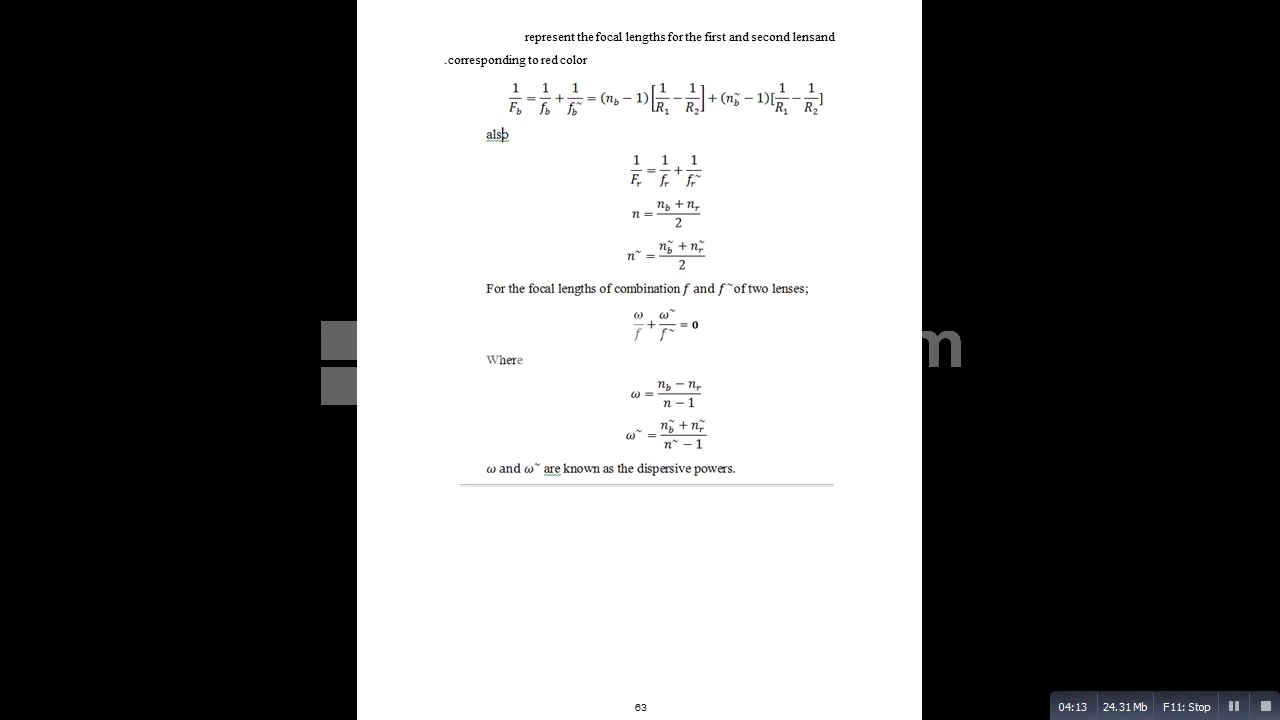 represent the focal lengths for the first and second lensand
.corresponding to red color
1/F_b = 1/f_b + 1/f_b~ = (n_b − 1)[1/R_1 − 1/R_2] + (n_b~ − 1)[1/R_1 − 1/R_2]
also
1/F_r = 1/f_r + 1/f_r~
n = (n_b + n_r)/2
n~ = (n_b~ + n_r~)/2
For the focal lengths of combination f and f~of two lenses;
ω/f + ω~/f~ = 0
Where
ω = (n_b − n_r)/(n − 1)
ω~ = (n_b~ + n_r~)/(n~ − 1)
ω and ω~ are known as the dispersive powers.
63
04:13 24.31 Mb F11: Stop